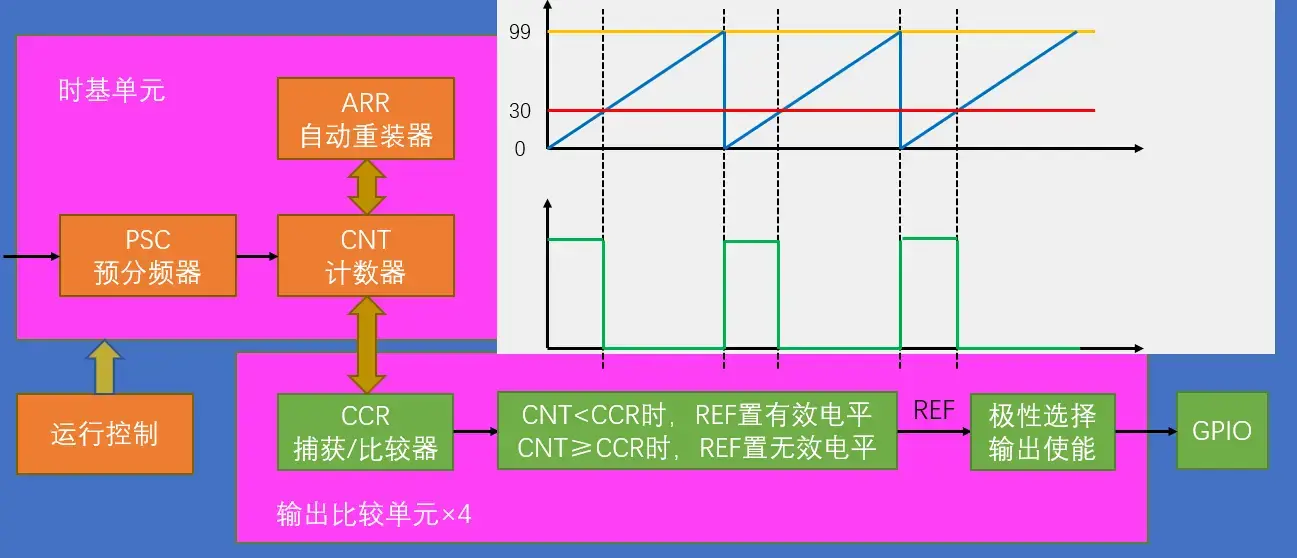 时基单元
ARR
自动重装器
PSC
预分频器
CNT
计数器
99
30
0
运行控制
CCR
捕获/比较器
CNT<CCR时，REF置有效电平
CNT≥CCR时，REF置无效电平
REF
极性选择
输出使能
GPIO
输出比较单元×4